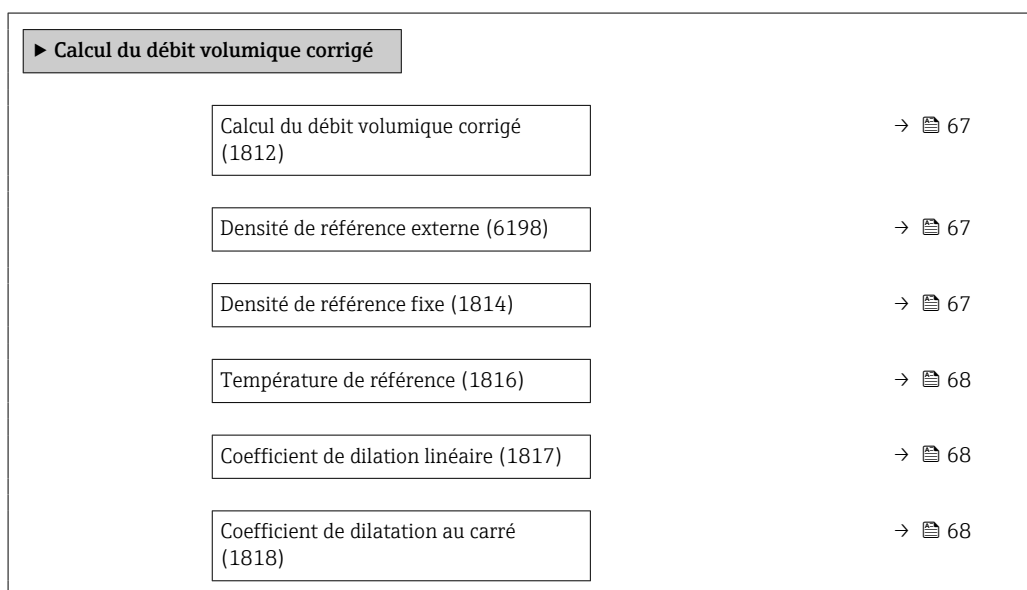 ▶ Calcul du débit volumique corrigé
Calcul du débit volumique corrigé
(1812)
→ 67
Densité de référence externe (6198)
→ 67
Densité de référence fixe (1814)
→ 67
Température de référence (1816)
→ 68
Coefficient de dilation linéaire (1817)
→ 68
Coefficient de dilatation au carré
(1818)
→ 68